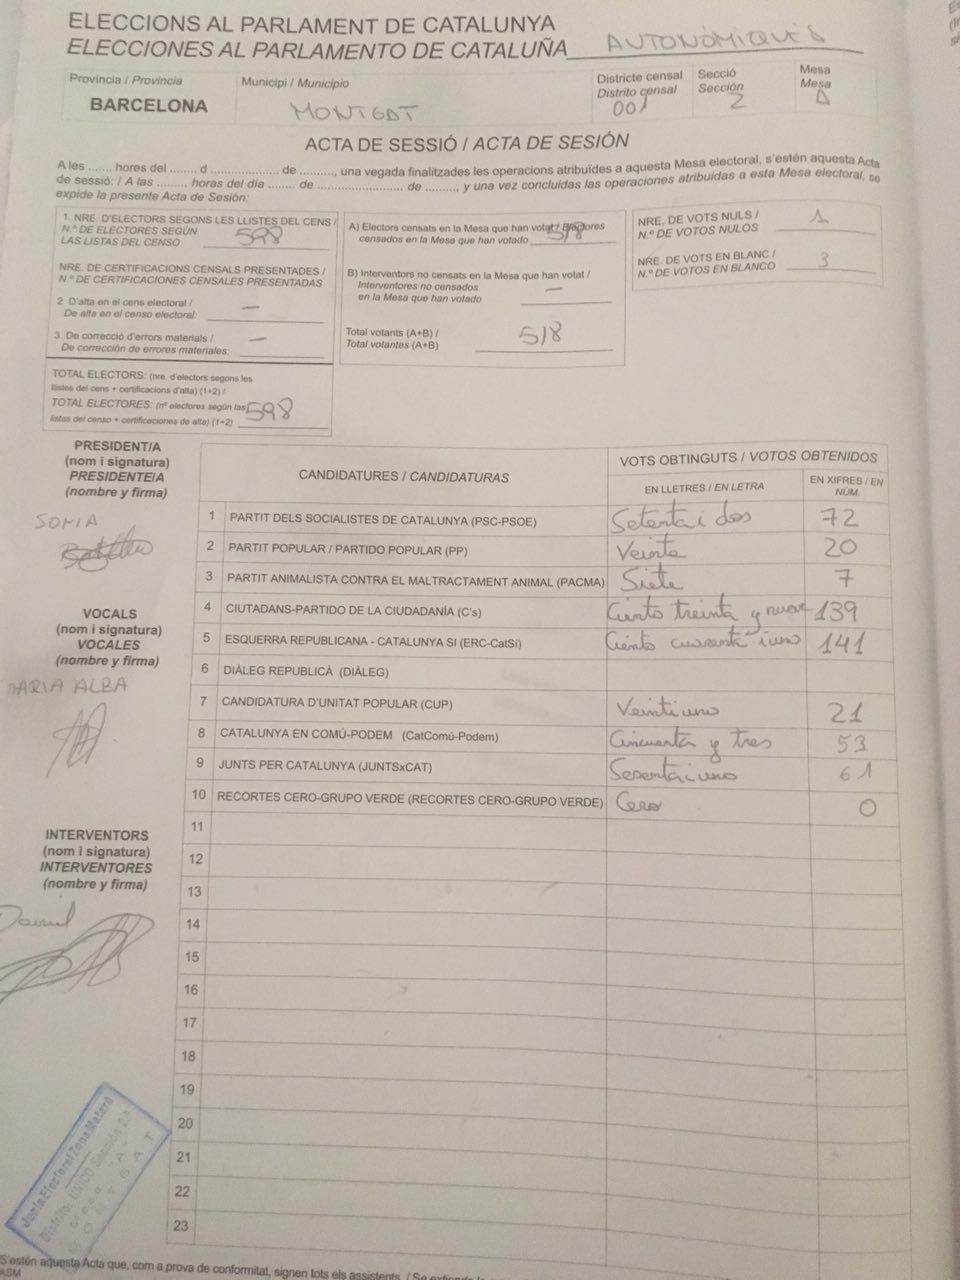 ELECCIONS AL PARLAMENT DE CATALUNYA
ELECCIONES AL PARLAMENTO DE CATALUÑA AUTONÒMIQUES
Província / Provincia
BARCELONA
Municipi / Municipio
MONTGAT
Districte censal
Distrito censal
001
Secció
Sección
2
Mesa
Mesa
A
ACTA DE SESSIÓ / ACTA DE SESIÓN
A les ....... hores del ........ d .................. de .........., una vegada finalitzades les operacions atribuïdes a aquesta Mesa electoral, s'estén aquesta Acta
de sessió: / A las ........ horas del día ....... de .................... de ........, y una vez concluidas las operaciones atribuidas a esta Mesa electoral, se
expide la presente Acta de Sesión:
1. NRE. D'ELECTORS SEGONS LES LLISTES DEL CENS /
N.º DE ELECTORES SEGÚN
LAS LISTAS DEL CENSO 598
NRE. DE CERTIFICACIONS CENSALS PRESENTADES /
N.º DE CERTIFICACIONES CENSALES PRESENTADAS
2. D'alta en el cens electoral /
De alta en el censo electoral: —
3. De correcció d'errors materials /
De corrección de errores materiales: —
TOTAL ELECTORS: (nre. d'electors segons les
llistes del cens + certificacions d'alta) (1+2) /
TOTAL ELECTORES: (nº electores según las
listas del censo + certificaciones de alta) (1+2) 598
A) Electors censats en la Mesa que han votat / Electores
censados en la Mesa que han votado 518
B) Interventors no censats en la Mesa que han votat /
Interventores no censados
en la Mesa que han votado —
Total votants (A+B) /
Total votantes (A+B) 518
NRE. DE VOTS NULS /
N.º DE VOTOS NULOS 1
NRE. DE VOTS EN BLANC /
N.º DE VOTOS EN BLANCO 3
PRESIDENT/A
(nom i signatura)
PRESIDENTE/A
(nombre y firma)
SONIA
VOCALS
(nom i signatura)
VOCALES
(nombre y firma)
MARIA ALBA
INTERVENTORS
(nom i signatura)
INTERVENTORES
(nombre y firma)
David
CANDIDATURES / CANDIDATURAS
VOTS OBTINGUTS / VOTOS OBTENIDOS
EN LLETRES / EN LETRA
EN XIFRES / EN NÚM.
1 PARTIT DELS SOCIALISTES DE CATALUNYA (PSC-PSOE) Setenta i dos 72
2 PARTIT POPULAR / PARTIDO POPULAR (PP) Veinte 20
3 PARTIT ANIMALISTA CONTRA EL MALTRACTAMENT ANIMAL (PACMA) Siete 7
4 CIUTADANS-PARTIDO DE LA CIUDADANÍA (C's) Ciento treinta y nueve 139
5 ESQUERRA REPUBLICANA - CATALUNYA SI (ERC-CatSí) Ciento cuarenta i uno 141
6 DIÀLEG REPUBLICÀ (DIÀLEG)
7 CANDIDATURA D'UNITAT POPULAR (CUP) Veintiuno 21
8 CATALUNYA EN COMÚ-PODEM (CatComú-Podem) Cincuenta y tres 53
9 JUNTS PER CATALUNYA (JUNTSxCAT) Sesenta i uno 61
10 RECORTES CERO-GRUPO VERDE (RECORTES CERO-GRUPO VERDE) Cero 0
11
12
13
14
15
16
17
18
19
20
21
22
23
Junta Electoral Zona Mataró
Distrito ÚNICO Sección 2.ª
Mesa "A"
MONTGAT
S'estén aquesta Acta que, com a prova de conformitat, signen tots els assistents. / Se
ASM